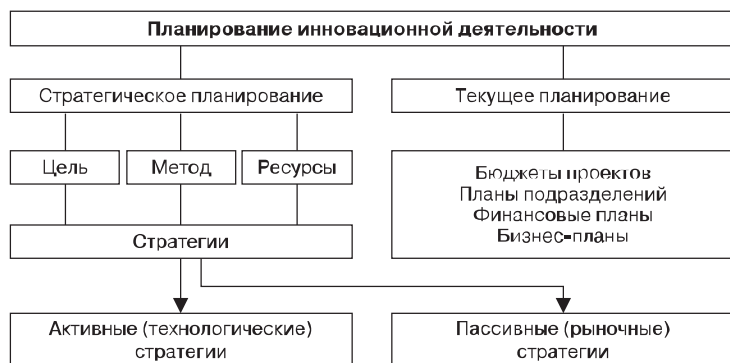 Планирование инновационной деятельности
Стратегическое планирование
Текущее планирование
Цель
Метод
Ресурсы
Бюджеты проектов
Планы подразделений
Финансовые планы
Бизнес-планы
Стратегии
Активные (технологические)
стратегии
Пассивные (рыночные)
стратегии